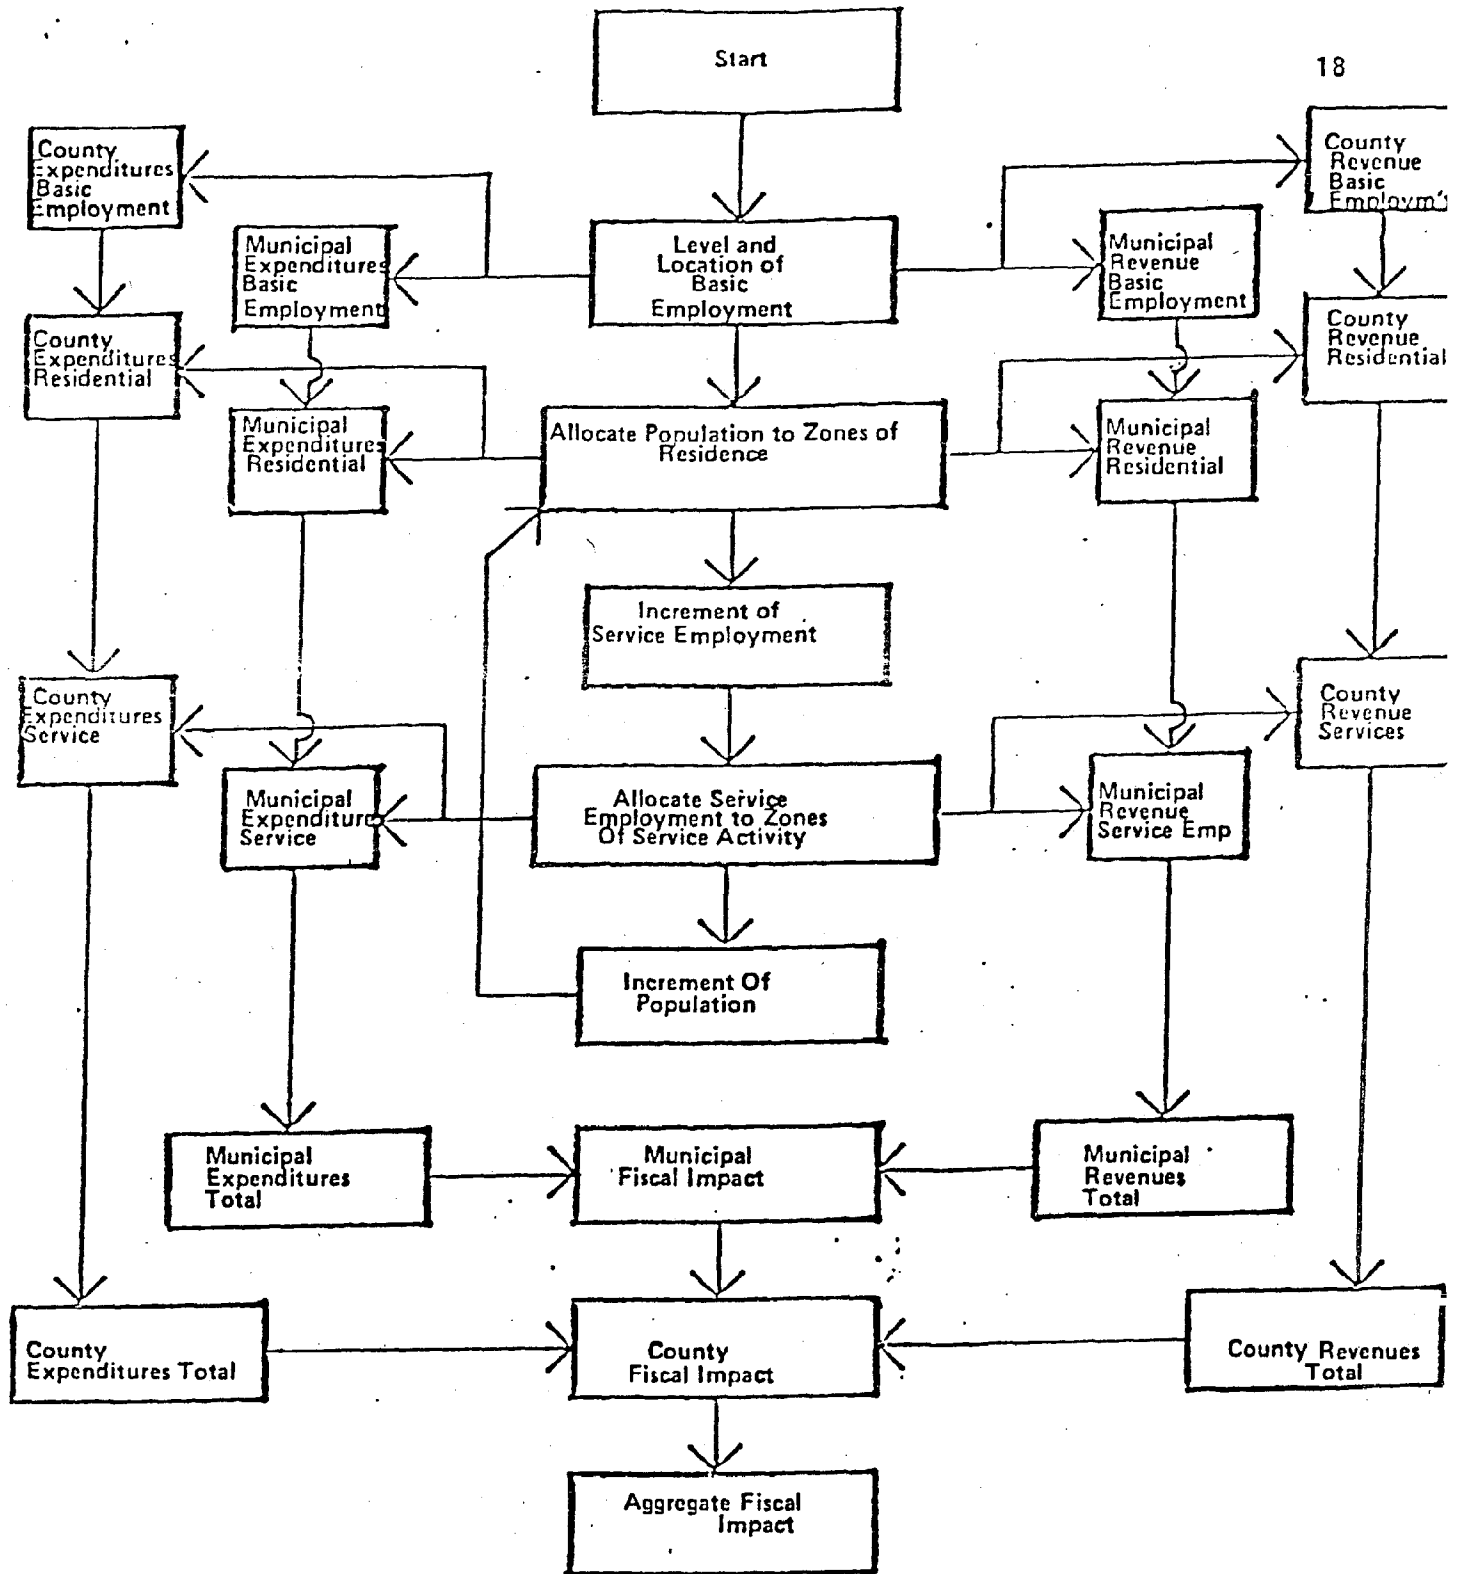 Start
18
County
Expenditures
Basic
Employment
County
Revenue
Basic
Municipal
Expenditures
Basic
Employment
Level and
Location of
Basic
Employment
Municipal
Revenue
Basic
Employment
County
Expenditures
Residential
County
Revenue
Residential
Municipal
Expenditures
Residential
Allocate Population to Zones of
Residence
Municipal
Revenue
Residential
Increment of
Service Employment
County
Expenditures
Service
County
Revenue
Services
Municipal
Expenditures
Service
Allocate Service
Employment to Zones
Of Service Activity
Municipal
Revenue
Service Emp
Increment Of
Population
Municipal
Expenditures
Total
Municipal
Fiscal Impact
Municipal
Revenues
Total
County
Expenditures Total
County
Fiscal Impact
County Revenues
Total
Aggregate Fiscal
Impact